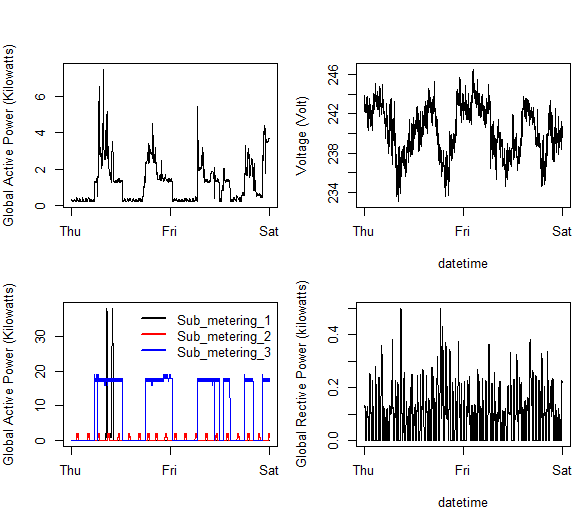 Global Active Power (Kilowatts)
0 2 4 6
Thu Fri Sat
Voltage (Volt)
234 238 242 246
Thu Fri Sat
datetime
Global Active Power (Kilowatts)
0 10 20 30
Sub_metering_1
Sub_metering_2
Sub_metering_3
Thu Fri Sat
Global Rective Power (kilowatts)
0.0 0.2 0.4
Thu Fri Sat
datetime